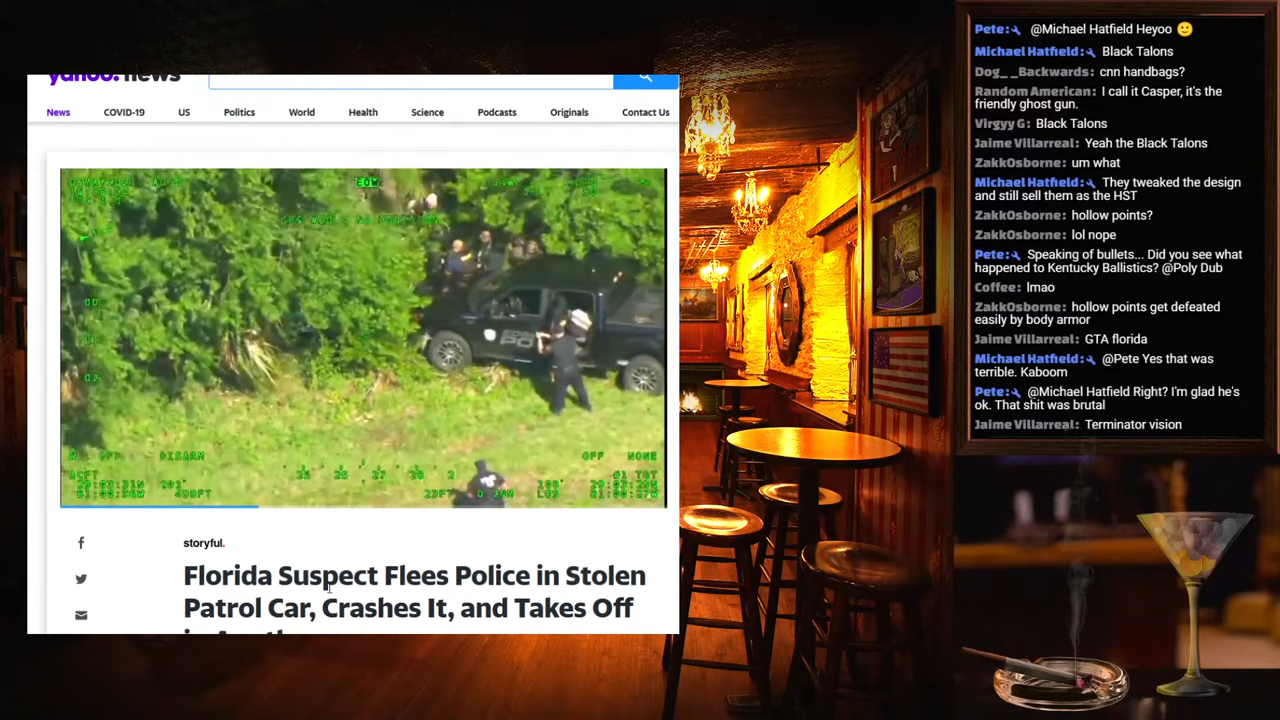 yahoo! news
News COVID-19 US Politics World Health Science Podcasts Originals Contact Us
EOW
OFF NONE
DISARM
storyful.
Florida Suspect Flees Police in Stolen
Patrol Car, Crashes It, and Takes Off
Pete: @Michael Hatfield Heyoo 🙂
Michael Hatfield: Black Talons
Dog_ _Backwards: cnn handbags?
Random American: I call it Casper, it's the
friendly ghost gun.
Virgyy G: Black Talons
Jaime Villarreal: Yeah the Black Talons
ZakkOsborne: um what
Michael Hatfield: They tweaked the design
and still sell them as the HST
ZakkOsborne: hollow points?
ZakkOsborne: lol nope
Pete: Speaking of bullets... Did you see what
happened to Kentucky Ballistics? @Poly Dub
Coffee: lmao
ZakkOsborne: hollow points get defeated
easily by body armor
Jaime Villarreal: GTA florida
Michael Hatfield: @Pete Yes that was
terrible. Kaboom
Pete: @Michael Hatfield Right? I'm glad he's
ok. That shit was brutal
Jaime Villarreal: Terminator vision